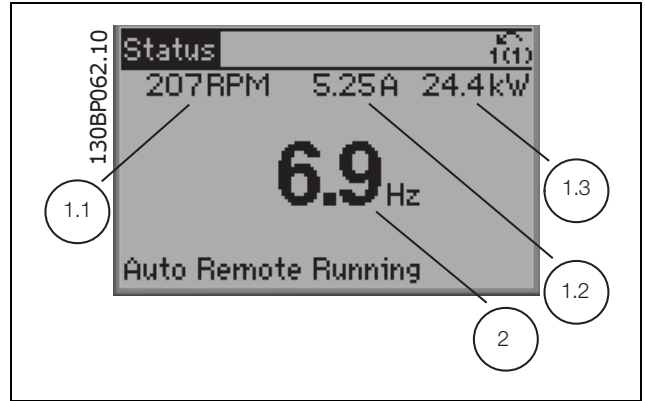 130BP062.10
Status 1(1)
207RPM 5.25A 24.4kW
6.9Hz
Auto Remote Running
1.1
1.3
1.2
2